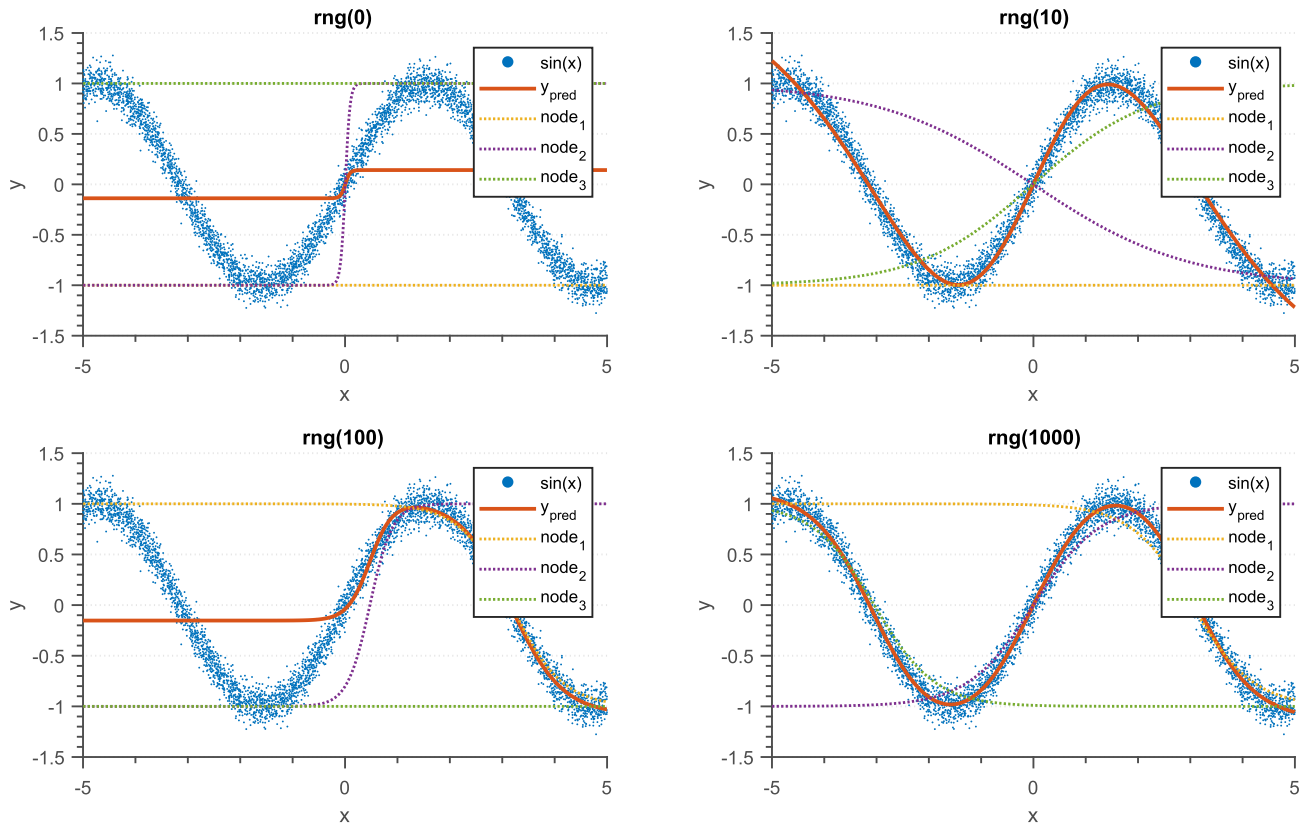 rng(0)
1.5
1
0.5
0
-0.5
-1
-1.5
y
-5
0
5
x
sin(x)
y_pred
node_1
node_2
node_3
rng(10)
1.5
1
0.5
0
-0.5
-1
-1.5
y
-5
0
5
x
sin(x)
y_pred
node_1
node_2
node_3
rng(100)
1.5
1
0.5
0
-0.5
-1
-1.5
y
-5
0
5
x
sin(x)
y_pred
node_1
node_2
node_3
rng(1000)
1.5
1
0.5
0
-0.5
-1
-1.5
y
-5
0
5
x
sin(x)
y_pred
node_1
node_2
node_3